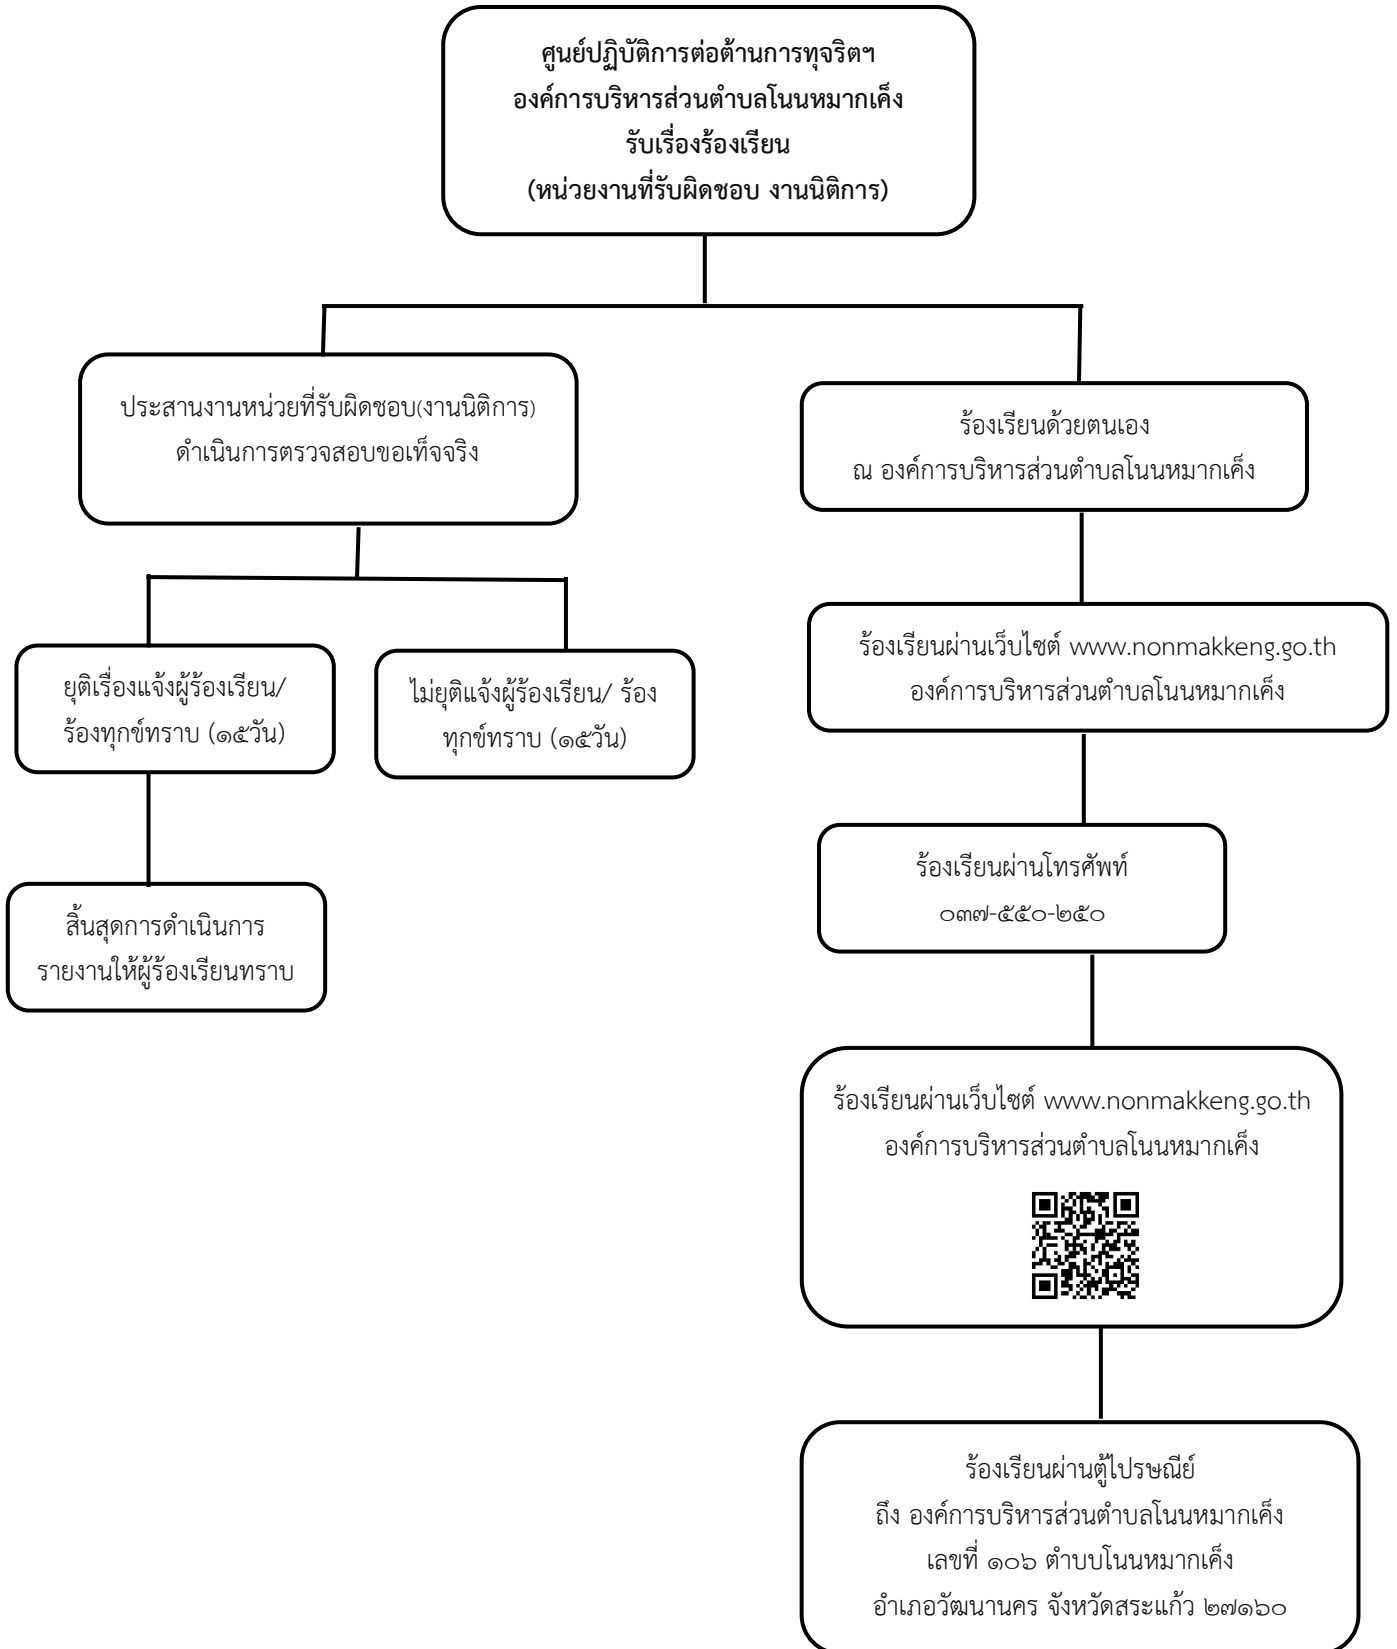 ศูนย์ปฏิบัติการต่อต้านการทุจริตฯ
องค์การบริหารส่วนตำบลโนนหมากเค็ง
รับเรื่องร้องเรียน
(หน่วยงานที่รับผิดชอบ งานนิติการ)
ประสานงานหน่วยที่รับผิดชอบ(งานนิติการ)
ดำเนินการตรวจสอบขอเท็จจริง
ยุติเรื่องแจ้งผู้ร้องเรียน/
ร้องทุกข์ทราบ (๑๕วัน)
ไม่ยุติแจ้งผู้ร้องเรียน/ ร้อง
ทุกข์ทราบ (๑๕วัน)
สิ้นสุดการดำเนินการ
รายงานให้ผู้ร้องเรียนทราบ
ร้องเรียนด้วยตนเอง
ณ องค์การบริหารส่วนตำบลโนนหมากเค็ง
ร้องเรียนผ่านเว็บไซต์ www.nonmakkeng.go.th
องค์การบริหารส่วนตำบลโนนหมากเค็ง
ร้องเรียนผ่านโทรศัพท์
๐๓๗-๕๕๐-๒๕๐
ร้องเรียนผ่านเว็บไซต์ www.nonmakkeng.go.th
องค์การบริหารส่วนตำบลโนนหมากเค็ง
ร้องเรียนผ่านตู้ไปรษณีย์
ถึง องค์การบริหารส่วนตำบลโนนหมากเค็ง
เลขที่ ๑๐๖ ตำบบโนนหมากเค็ง
อำเภอวัฒนานคร จังหวัดสระแก้ว ๒๗๑๖๐